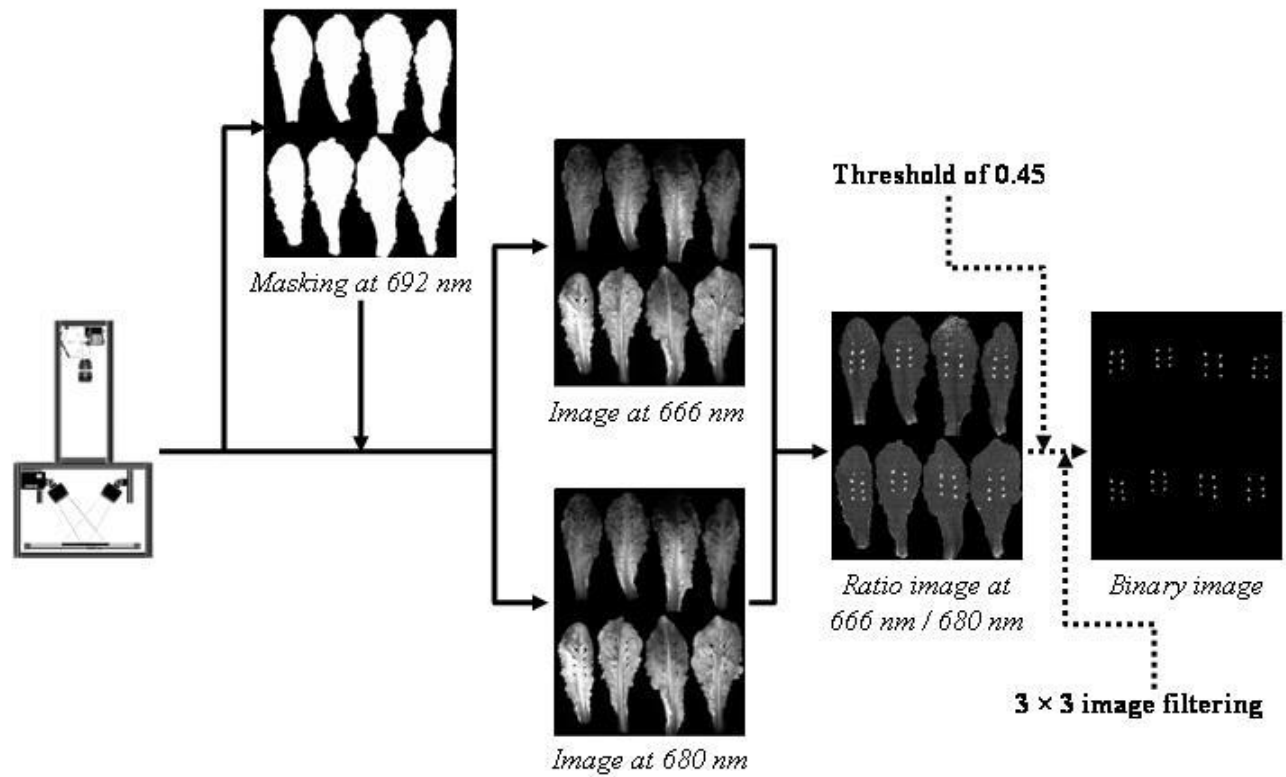 Masking at 692 nm
Threshold of 0.45
Image at 666 nm
Ratio image at
666 nm / 680 nm
Binary image
3 × 3 image filtering
Image at 680 nm